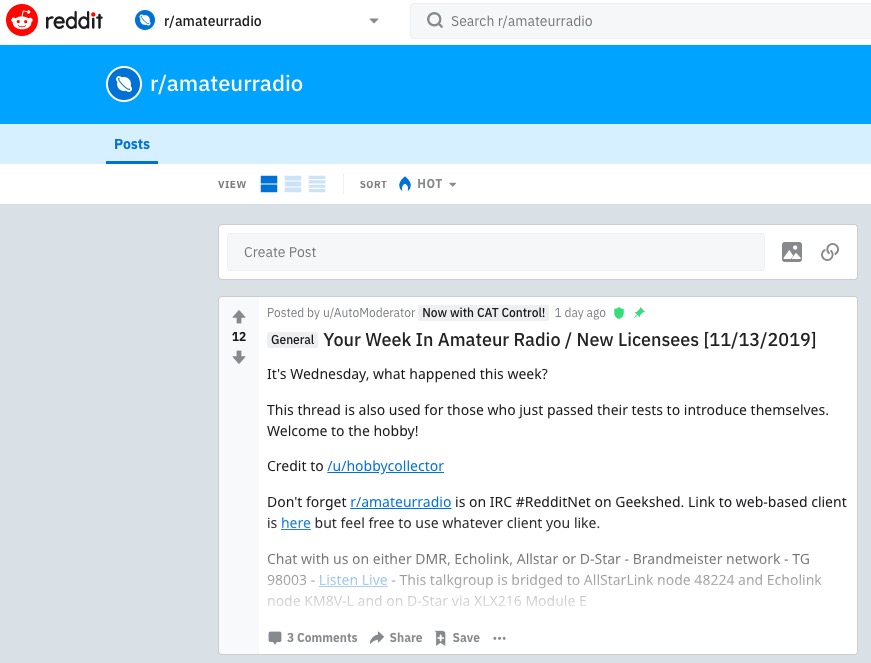 reddit
r/amateurradio
Search r/amateurradio
r/amateurradio
Posts
VIEW
SORT
HOT
Create Post
Posted by u/AutoModerator Now with CAT Control! 1 day ago
12
General Your Week In Amateur Radio / New Licensees [11/13/2019]
It's Wednesday, what happened this week?
This thread is also used for those who just passed their tests to introduce themselves.
Welcome to the hobby!
Credit to /u/hobbycollector
Don't forget r/amateurradio is on IRC #RedditNet on Geekshed. Link to web-based client
is here but feel free to use whatever client you like.
Chat with us on either DMR, Echolink, Allstar or D-Star - Brandmeister network - TG
98003 - Listen Live - This talkgroup is bridged to AllStarLink node 48224 and Echolink
node KM8V-L and on D-Star via XLX216 Module E
3 Comments Share Save